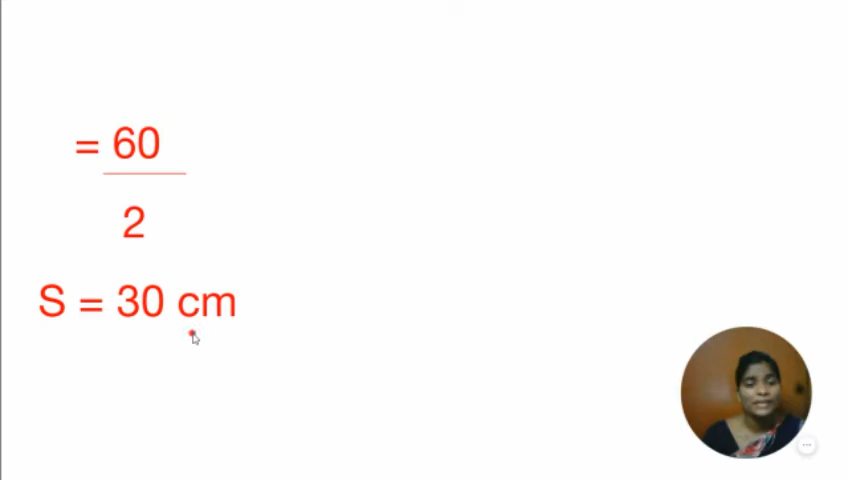 = 60
2
S = 30 cm